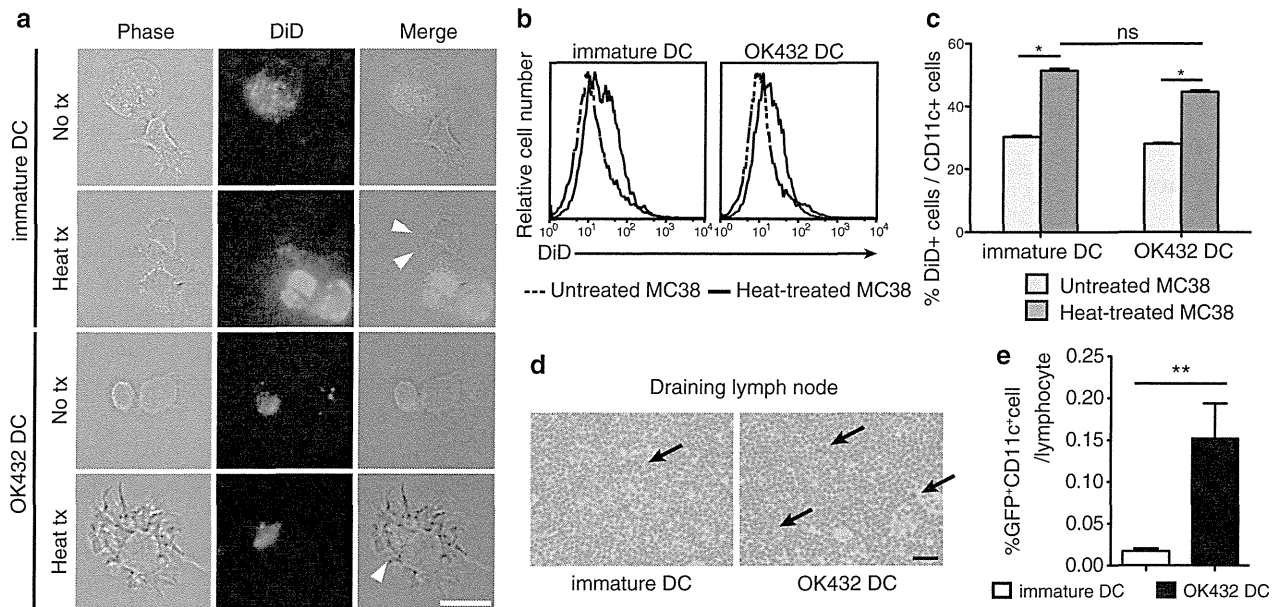 a
Phase DiD Merge
immature DC
No tx
Heat tx
OK432 DC
No tx
Heat tx
b
immature DC OK432 DC
Relative cell number
10⁰ 10¹ 10² 10³ 10⁴ 10⁰ 10¹ 10² 10³ 10⁴
DiD
Untreated MC38 Heat-treated MC38
c
% DiD+ cells / CD11c+ cells
60
40
20
0
* ns *
immature DC OK432 DC
Untreated MC38
Heat-treated MC38
d
Draining lymph node
immature DC OK432 DC
e
%GFP⁺CD11c⁺cell
/lymphocyte
0.25
0.20
0.15
0.10
0.05
0.00
**
immature DC OK432 DC